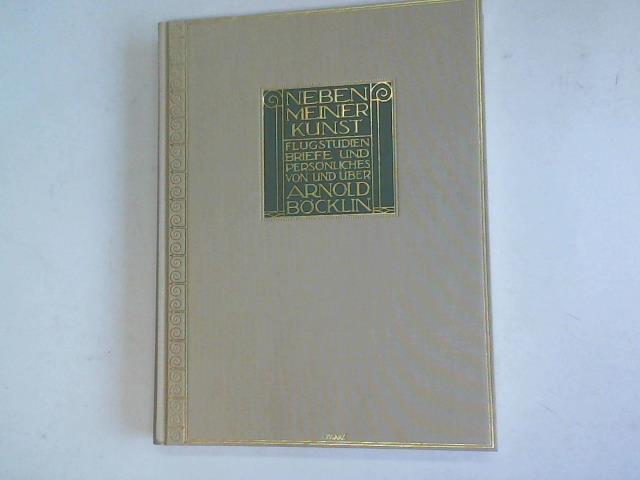 NEBEN
MEINER
KUNST
FLUGSTUDIEN
BRIEFE UND
PERSÖNLICHES
VON UND ÜBER
ARNOLD
BÖCKLIN